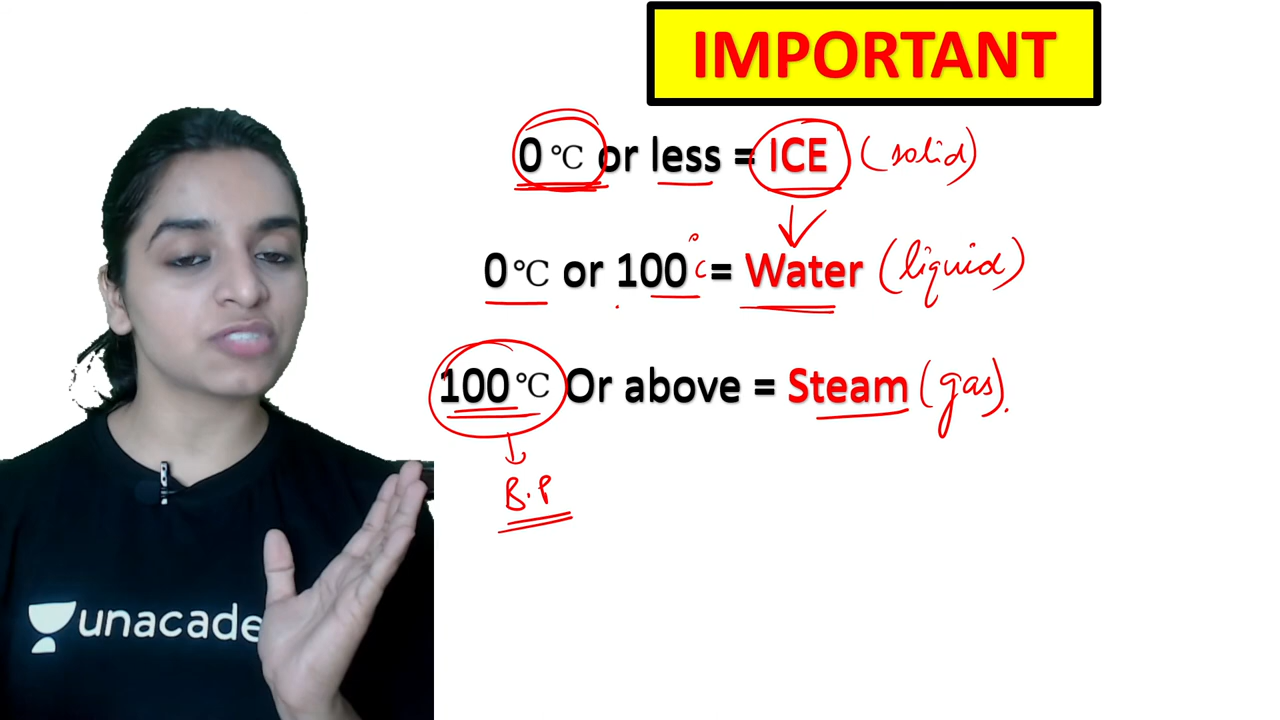 IMPORTANT
0 ℃ or less = ICE (solid)
0 ℃ or 100°c = Water (liquid)
100 ℃ Or above = Steam (gas).
B.P
unacade